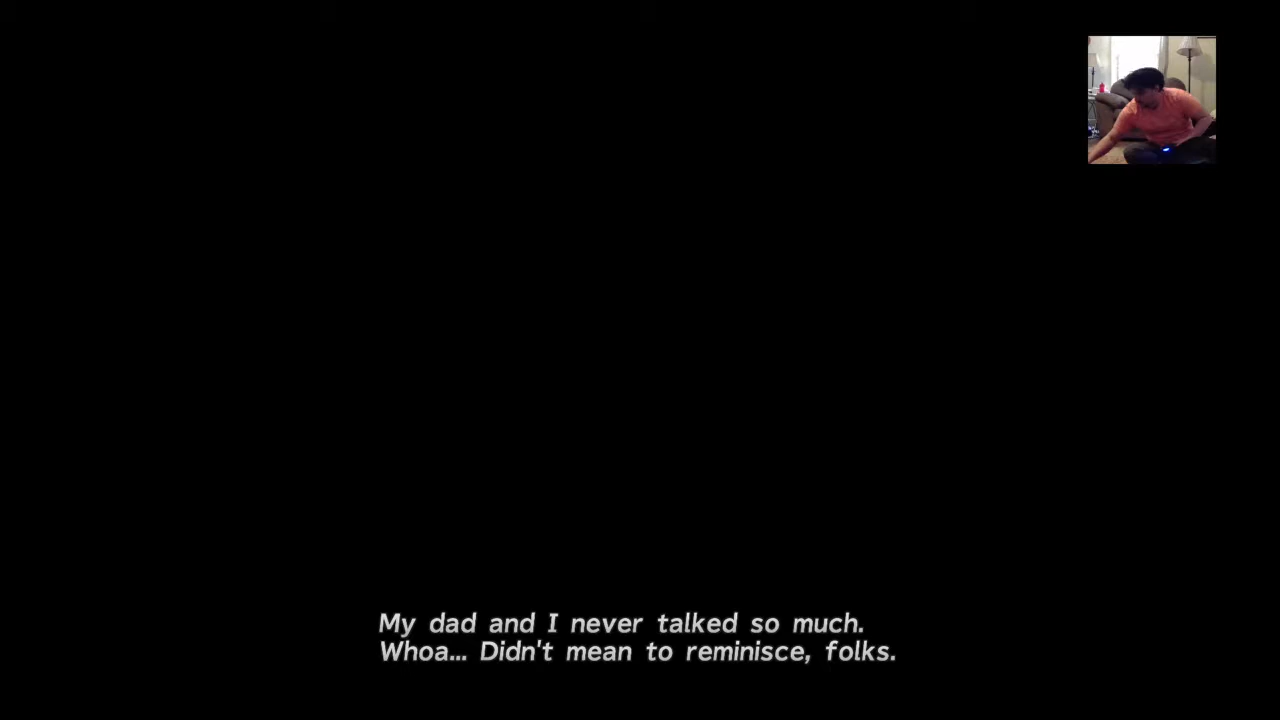 My dad and I never talked so much.
Whoa... Didn't mean to reminisce, folks.